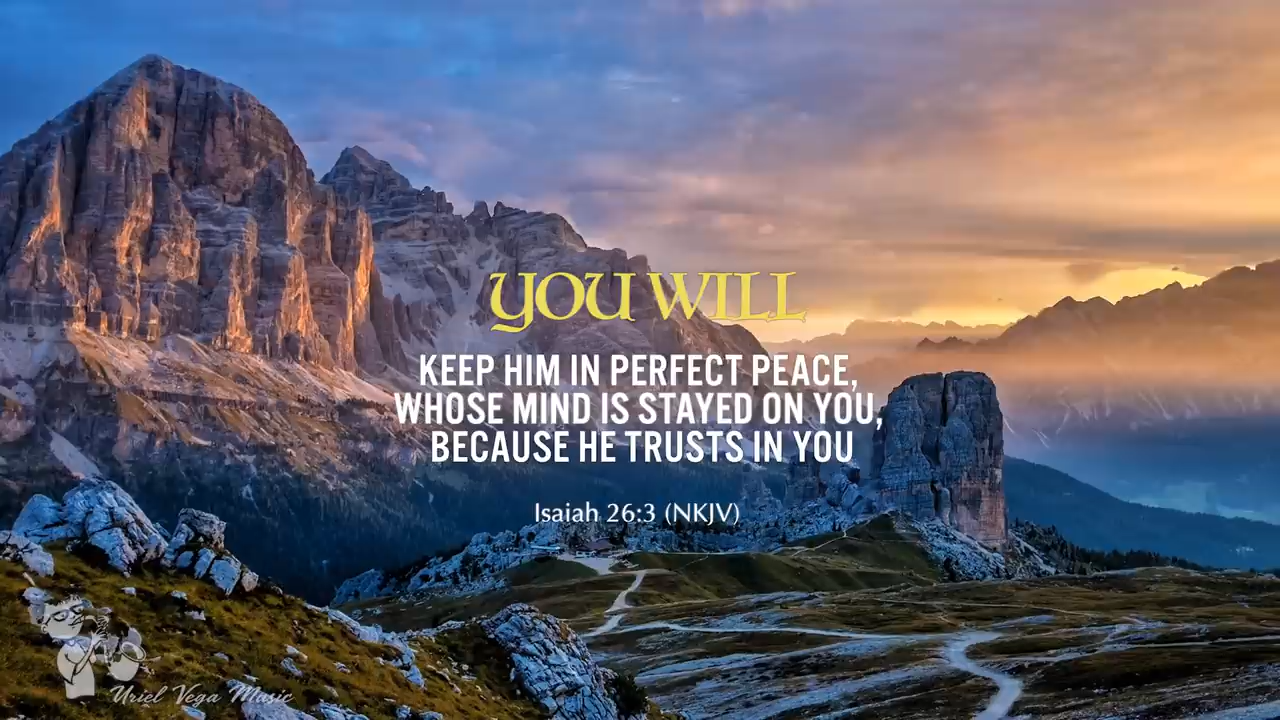 YOU WILL
KEEP HIM IN PERFECT PEACE,
WHOSE MIND IS STAYED ON YOU,
BECAUSE HE TRUSTS IN YOU
Isaiah 26:3 (NKJV)
Uriel Vega Music